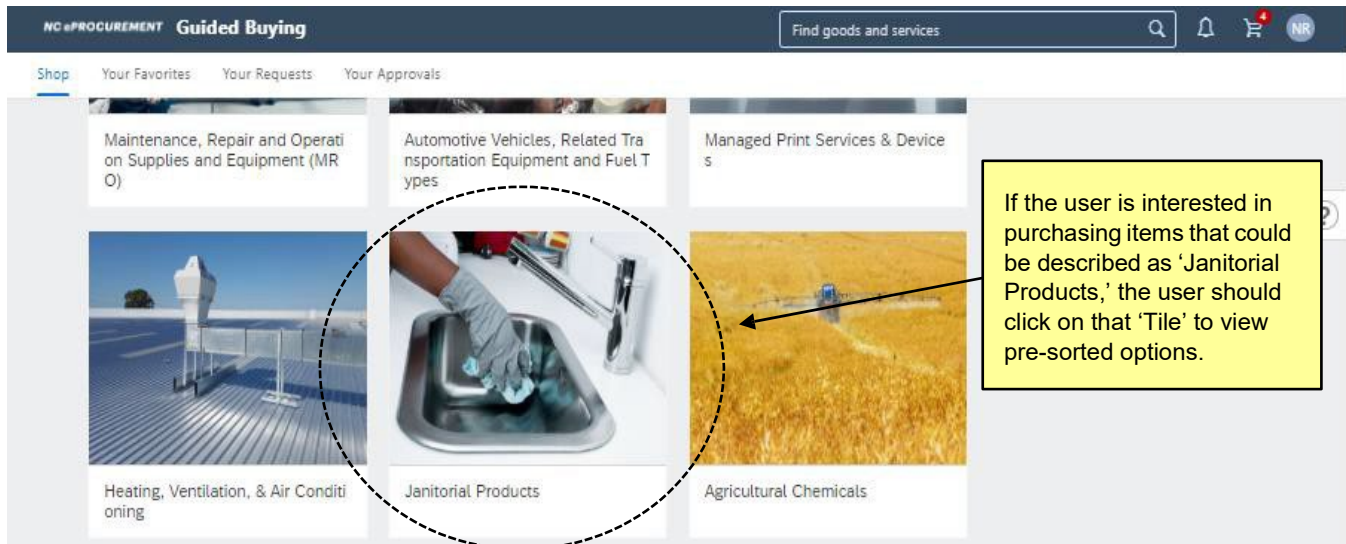 NC ePROCUREMENT Guided Buying
Find goods and services
4
NR
Shop Your Favorites Your Requests Your Approvals
Maintenance, Repair and Operati
on Supplies and Equipment (MR
O)
Automotive Vehicles, Related Tra
nsportation Equipment and Fuel T
ypes
Managed Print Services & Device
s
If the user is interested in
purchasing items that could
be described as ‘Janitorial
Products,’ the user should
click on that ‘Tile’ to view
pre-sorted options.
?
Heating, Ventilation, & Air Conditi
oning
Janitorial Products
Agricultural Chemicals